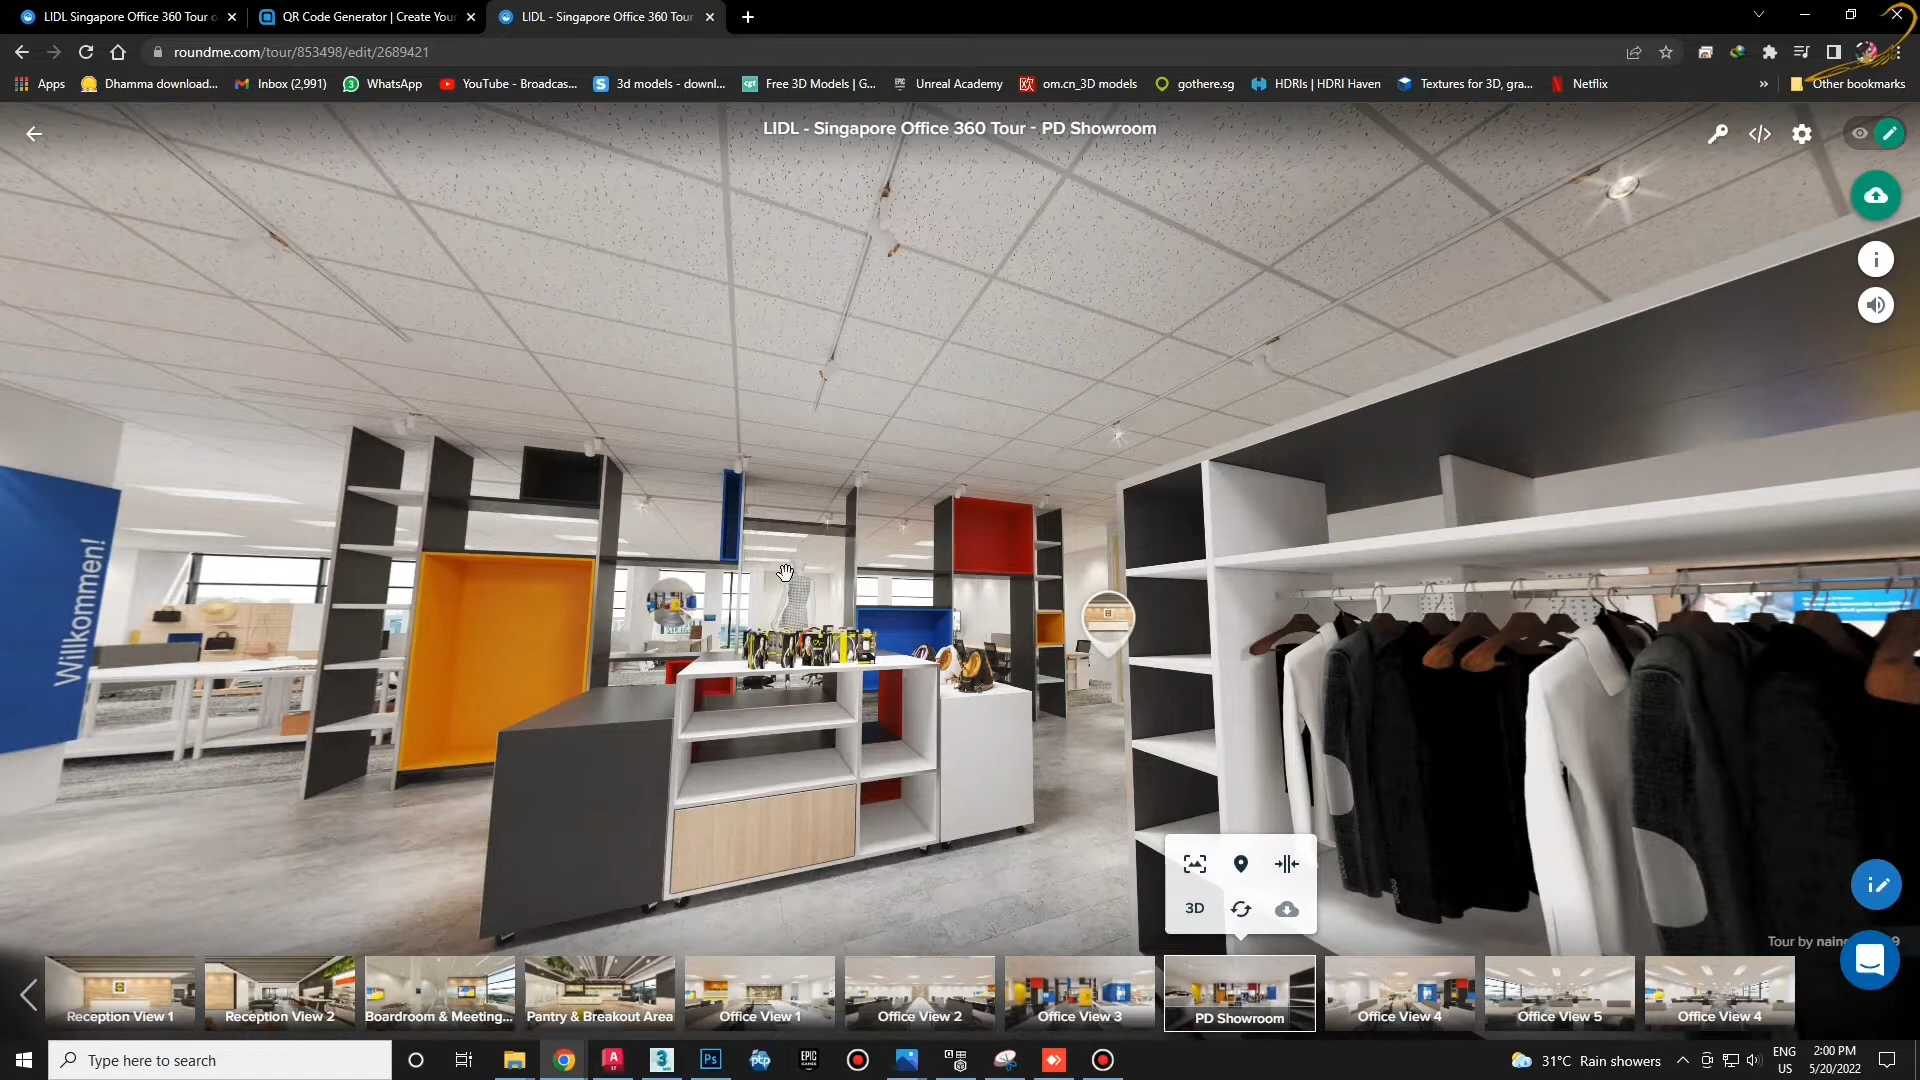 LIDL Singapore Office 360 Tour o
QR Code Generator | Create Your
LIDL - Singapore Office 360 Tour
roundme.com/tour/853498/edit/2689421
Apps
Dhamma download...
Inbox (2,991)
WhatsApp
YouTube - Broadcas...
3d models - downl...
Free 3D Models | G...
Unreal Academy
om.cn_3D models
gothere.sg
HDRIs | HDRI Haven
Textures for 3D, gra...
Netflix
»
Other bookmarks
LIDL - Singapore Office 360 Tour - PD Showroom
Willkommen!
3D
Tour by nain
9
Reception View 1
Reception View 2
Boardroom & Meeting...
Pantry & Breakout Area
Office View 1
Office View 2
Office View 3
PD Showroom
Office View 4
Office View 5
Office View 4
Type here to search
31°C Rain showers
ENG
US
2:00 PM
5/20/2022